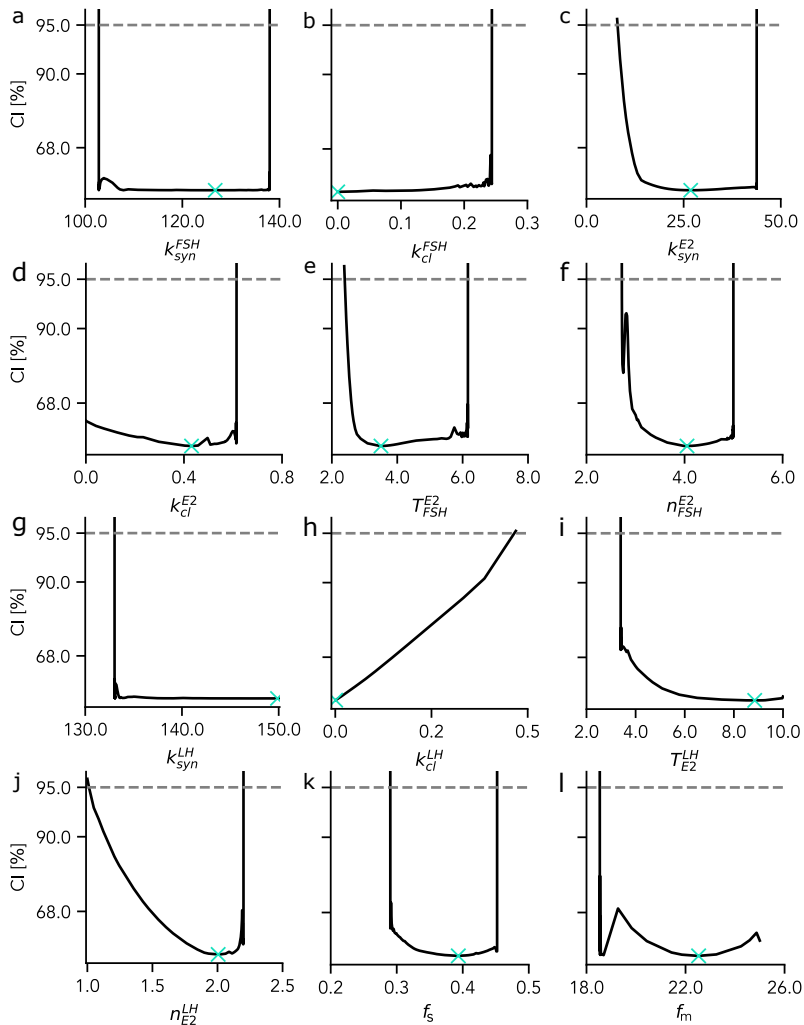 a b c
CI [%]
95.0
90.0
68.0
100.0 120.0 140.0 0.0 0.1 0.2 0.3 0.0 25.0 50.0
k_syn^FSH k_cl^FSH k_syn^E2
d e f
CI [%]
95.0
90.0
68.0
0.0 0.4 0.8 2.0 4.0 6.0 8.0 2.0 4.0 6.0
k_cl^E2 T_FSH^E2 n_FSH^E2
g h i
CI [%]
95.0
90.0
68.0
130.0 140.0 150.0 0.0 0.2 0.5 2.0 6.0 10.0
k_syn^LH k_cl^LH T_E2^LH
j k l
CI [%]
95.0
90.0
68.0
1.0 1.5 2.0 2.5 0.2 0.3 0.4 0.5 18.0 22.0 26.0
n_E2^LH f_s f_m